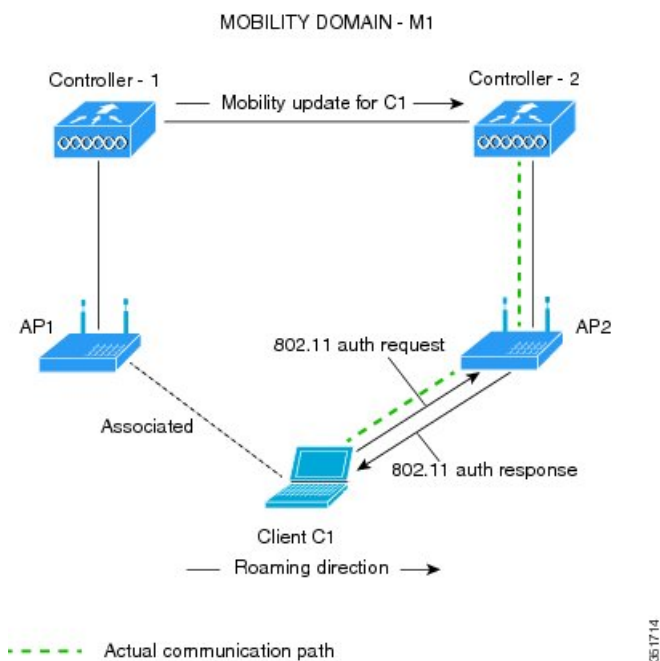 MOBILITY DOMAIN - M1
Controller - 1
Controller - 2
Mobility update for C1
AP1
AP2
802.11 auth request
Associated
802.11 auth response
Client C1
Roaming direction
Actual communication path
351714